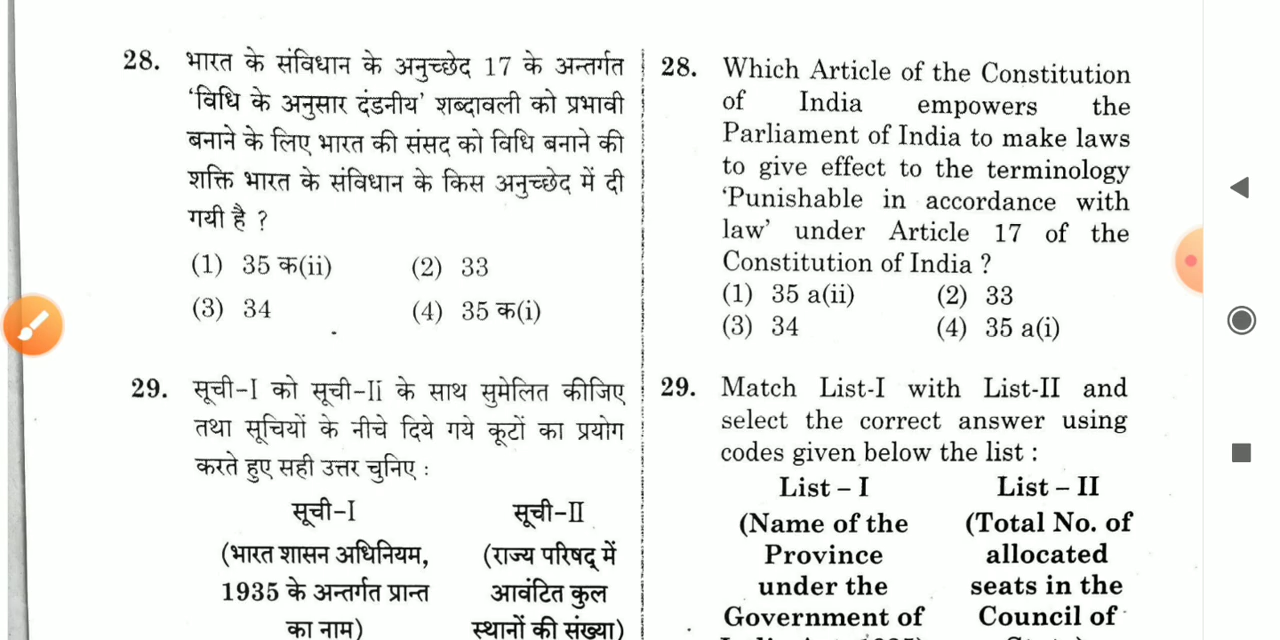 28. भारत के संविधान के अनुच्छेद 17 के अन्तर्गत
'विधि के अनुसार दंडनीय' शब्दावली को प्रभावी
बनाने के लिए भारत की संसद को विधि बनाने की
शक्ति भारत के संविधान के किस अनुच्छेद में दी
गयी है ?
(1) 35 क(ii) (2) 33
(3) 34 (4) 35 क(i)
29. सूची-I को सूची-II के साथ सुमेलित कीजिए
तथा सूचियों के नीचे दिये गये कूटों का प्रयोग
करते हुए सही उत्तर चुनिए :
सूची-I सूची-II
(भारत शासन अधिनियम, (राज्य परिषद् में
1935 के अन्तर्गत प्रान्त आवंटित कुल
का नाम) स्थानों की संख्या)
28. Which Article of the Constitution
of India empowers the
Parliament of India to make laws
to give effect to the terminology
'Punishable in accordance with
law' under Article 17 of the
Constitution of India ?
(1) 35 a(ii) (2) 33
(3) 34 (4) 35 a(i)
29. Match List-I with List-II and
select the correct answer using
codes given below the list :
List – I List – II
(Name of the (Total No. of
Province allocated
under the seats in the
Government of Council of